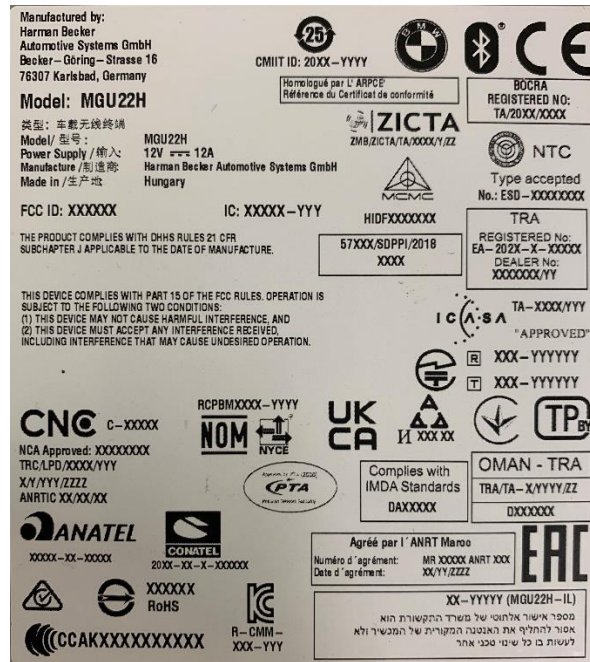 Manufactured by:
Harman Becker
Automotive Systems GmbH
Becker-Göring-Strasse 16
76307 Karlsbad, Germany
Model: MGU22H
类型: 车载无线终端
Model/ 型号: MGU22H
Power Supply /输入: 12V 12A
Manufacture /制造商: Harman Becker Automotive Systems GmbH
Made in /生产地: Hungary
FCC ID: XXXXXX IC: XXXXX-YYY
THE PRODUCT COMPLIES WITH DHHS RULES 21 CFR
SUBCHAPTER J APPLICABLE TO THE DATE OF MANUFACTURE.
THIS DEVICE COMPLIES WITH PART 15 OF THE FCC RULES. OPERATION IS
SUBJECT TO THE FOLLOWING TWO CONDITIONS:
(1) THIS DEVICE MAY NOT CAUSE HARMFUL INTERFERENCE, AND
(2) THIS DEVICE MUST ACCEPT ANY INTERFERENCE RECEIVED,
INCLUDING INTERFERENCE THAT MAY CAUSE UNDESIRED OPERATION.
25
CMIIT ID: 20XX-YYYY
BMW
CE
Homologué par L' ARPCE
Référence du Certificat de conformité
BOCRA
REGISTERED NO:
TA/20XX/XXXX
ZICTA
ZMB/ZICTA/TA/XXXX/Y/ZZ
NTC
Type accepted
No.: ESD-XXXXXXXX
MCMC
HIDFXXXXXXX
57XXX/SDPPI/2018
XXXX
TRA
REGISTERED No:
EA-202X-X-XXXXX
DEALER No:
XXXXXXX/YY
ICASA
TA-XXXX/YYY
"APPROVED"
R XXX-YYYYYY
T XXX-YYYYYY
CNC C-XXXXX
RCPBMXXXX-YYYY
NOM NYCE
UK
CA
И XXX XX
TP
BY
NCA Approved: XXXXXXXX
TRC/LPD/XXXX/YYY
X/Y/YYY/ZZZZ
ANRTIC XX/XX/XX
PTA
Complies with
IMDA Standards
DAXXXXX
OMAN - TRA
TRA/TA-X/YYYY/ZZ
DXXXXXX
ANATEL
XXXXX-XX-XXXXX
CONATEL
20XX-XX-X-XXXXXX
Agréé par l´ANRT Maroc
Numéro d´agrément: MR XXXXX ANRT XXX
Date d´agrément: XX/YY/ZZZZ
EAC
XXXXXX
RoHS
R-CMM-
XXX-YYY
CCAKXXXXXXXXXX
XX-YYYYY (MGU22H-IL)
מספר אישור אלחוטי של משרד התקשורת הוא
אסור להחליף את האנטנה המקורית של המכשיר ולא
לעשות בו כל שינוי טכני אחר